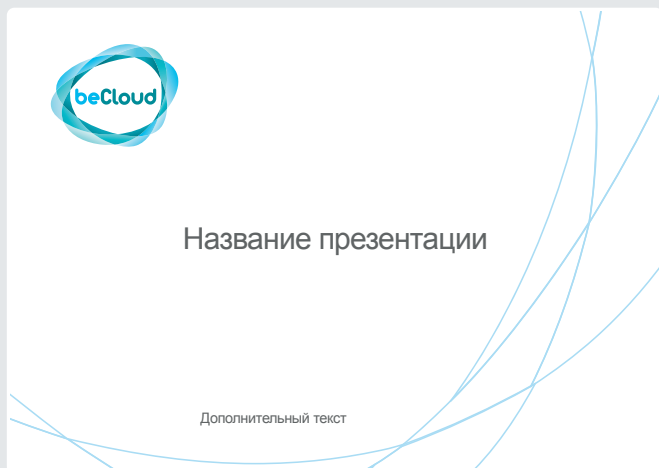 beCloud
Название презентации
Дополнительный текст